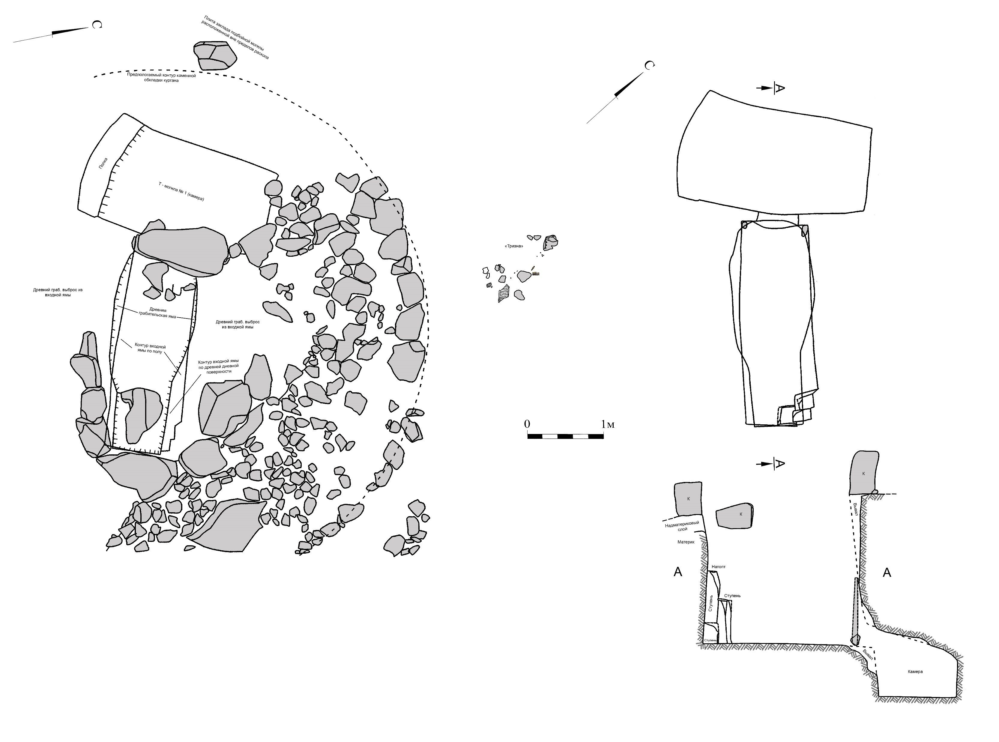 С
Плита заклада подбойной могилы
расположенной вне пределов раскопа
Предпологаемый контур каменной
обкладки кургана
Полка
Т - могила № 1 (камера)
Древний граб. выброс из
входной ямы
Древняя
грабительская яма
Древний граб. выброс
из входной ямы
Контур входной
ямы по полу
Контур входной ямы
по древней дневной
поверхности
«Тризна»
0 1м
С
А
А
К
К
К
Вывал
Надматериковый
слой
Материк
А
А
Натопт
Ступень
Ступень
Ступень
Вывал
Камера